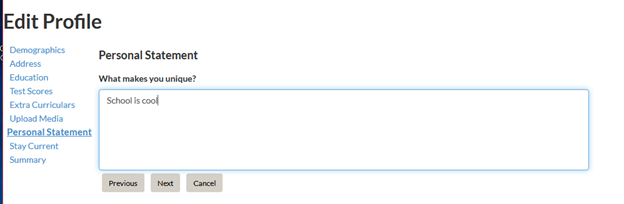 Edit Profile
Demographics
Address
Education
Test Scores
Extra Curriculars
Upload Media
Personal Statement
Stay Current
Summary
Personal Statement
What makes you unique?
School is cool
Previous Next Cancel